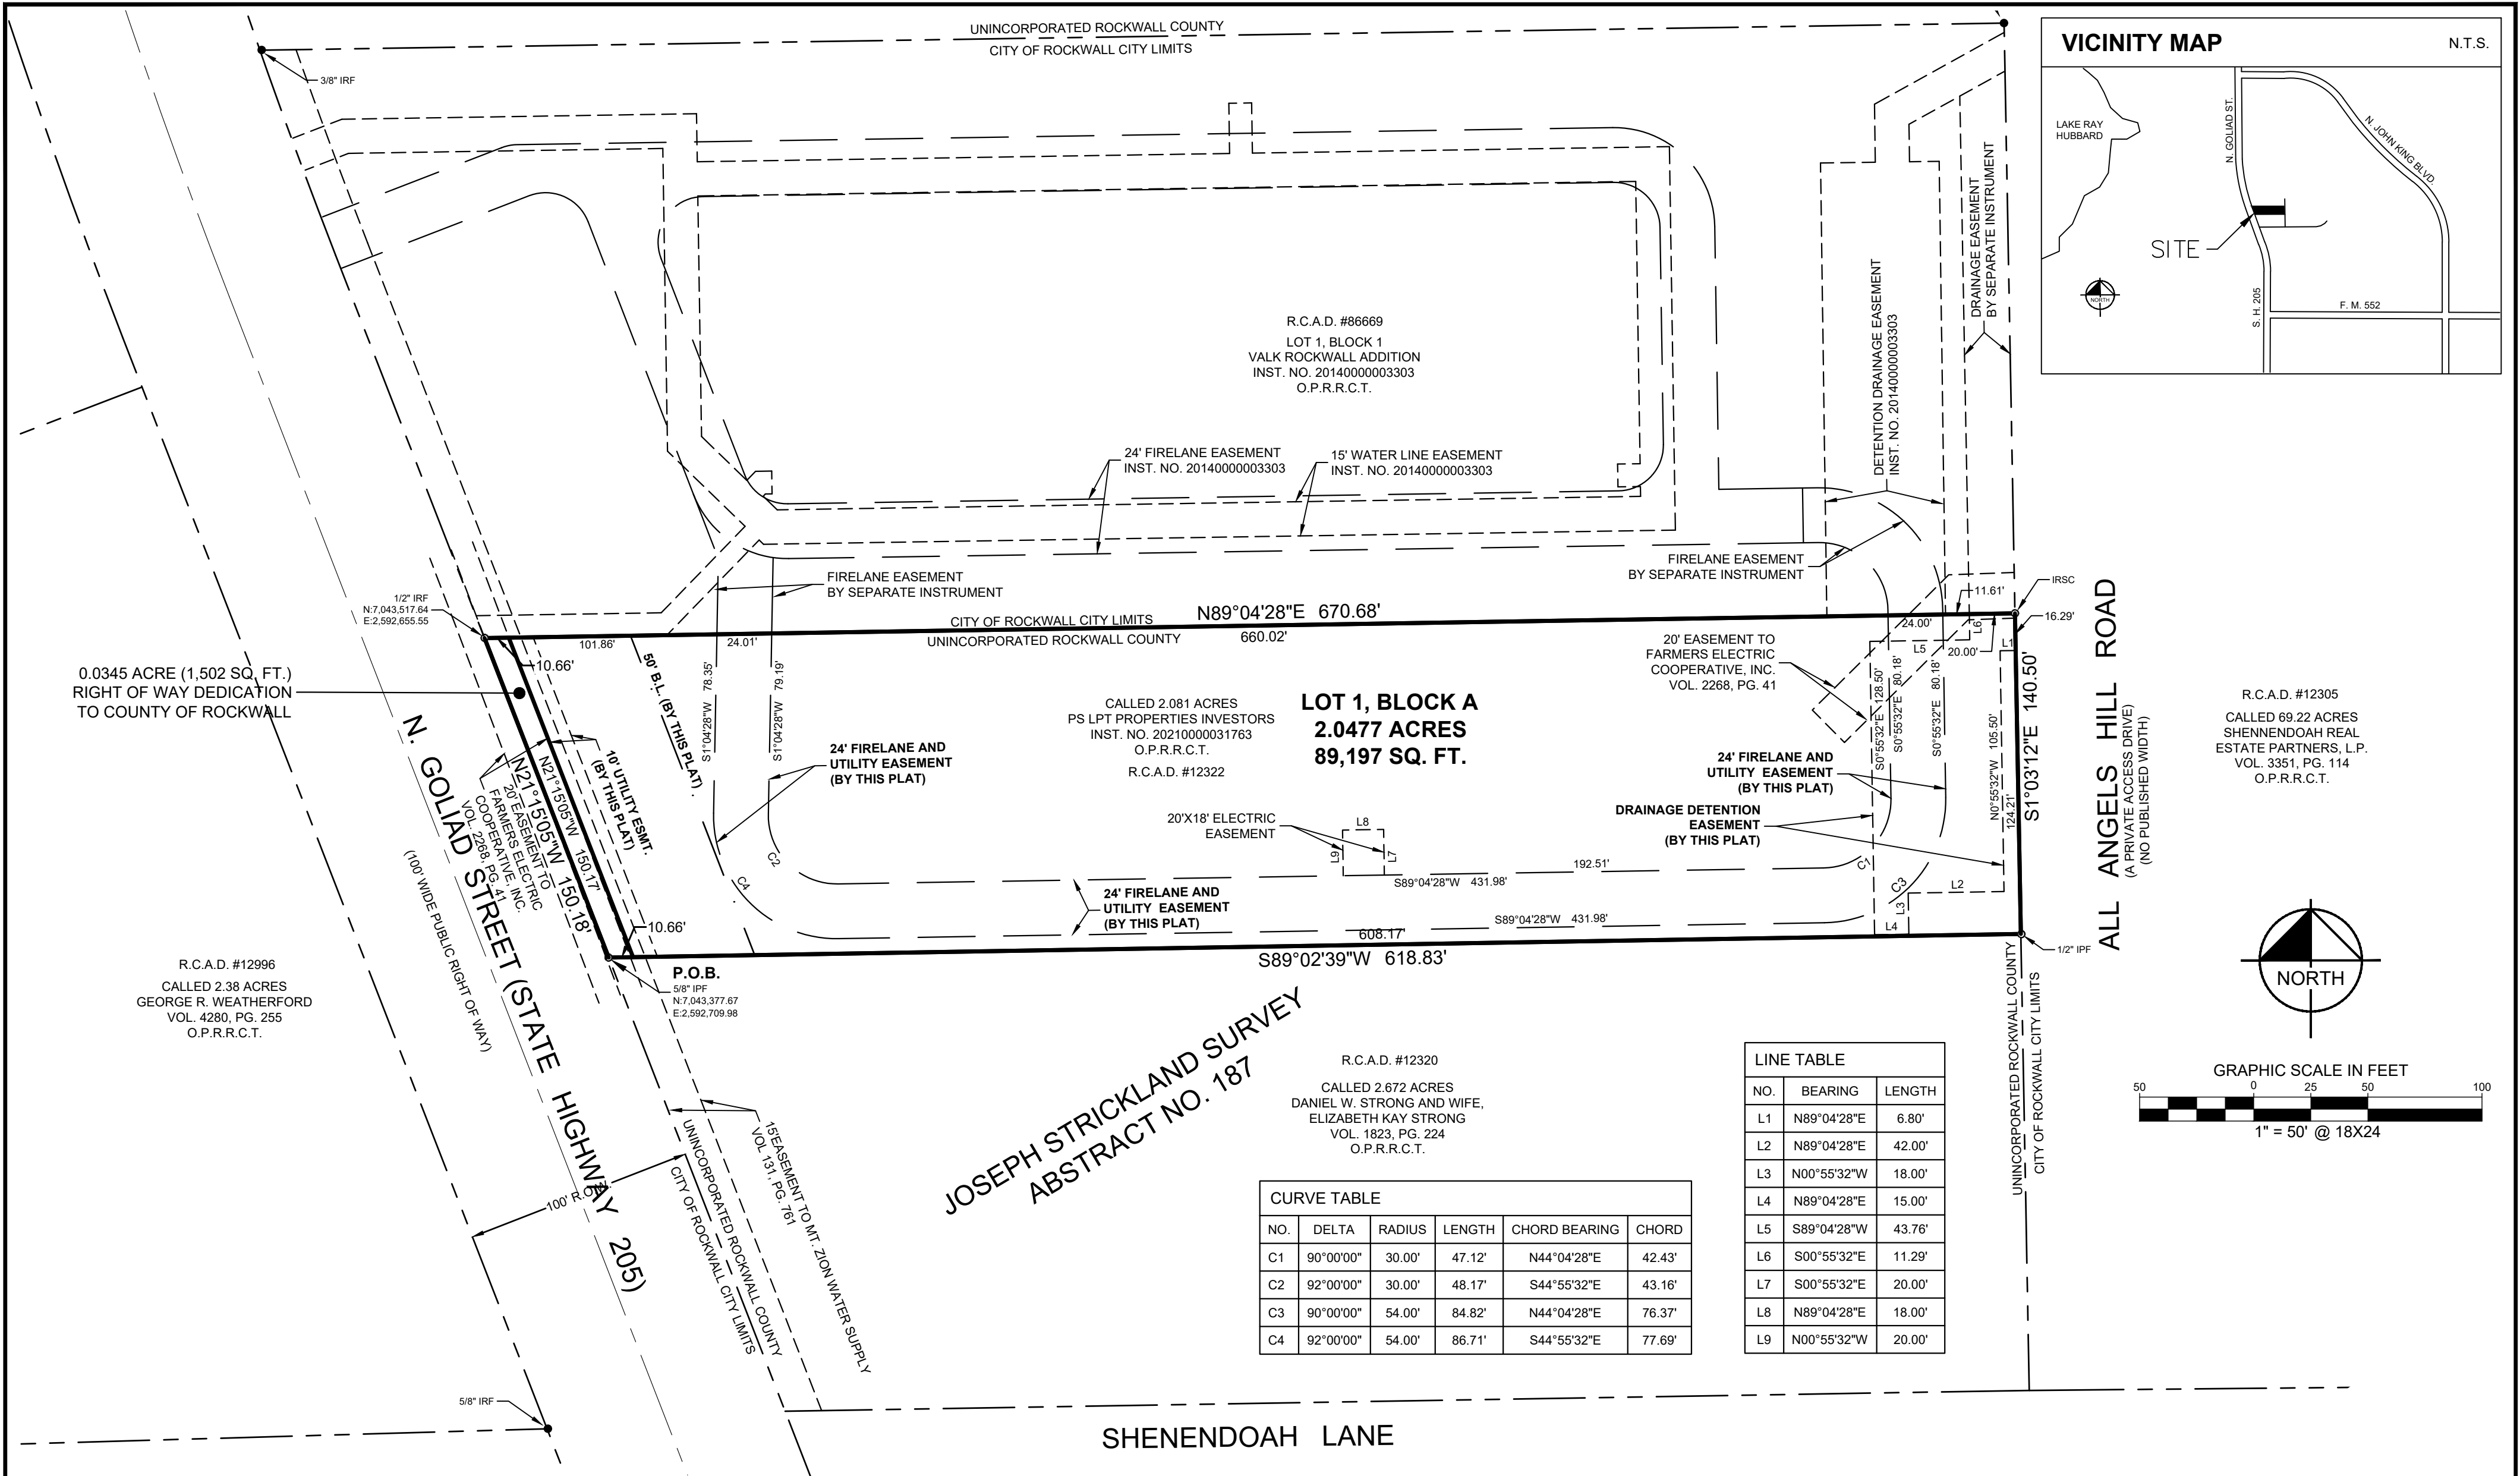 UNINCORPORATED ROCKWALL COUNTY
CITY OF ROCKWALL CITY LIMITS
3/8" IRF
VICINITY MAP
N.T.S.
LAKE RAY
HUBBARD
N. GOLIAD ST.
N. JOHN KING BLVD.
SITE
NORTH
S. H. 205
F. M. 552
R.C.A.D. #86669
LOT 1, BLOCK 1
VALK ROCKWALL ADDITION
INST. NO. 20140000003303
O.P.R.R.C.T.
DETENTION DRAINAGE EASEMENT
INST. NO. 20140000003303
DRAINAGE EASEMENT
BY SEPARATE INSTRUMENT
24' FIRELANE EASEMENT
INST. NO. 20140000003303
15' WATER LINE EASEMENT
INST. NO. 20140000003303
FIRELANE EASEMENT
BY SEPARATE INSTRUMENT
FIRELANE EASEMENT
BY SEPARATE INSTRUMENT
1/2" IRF
N:7,043,517.64
E:2,592,655.55
CITY OF ROCKWALL CITY LIMITS
N89°04'28"E 670.68'
UNINCORPORATED ROCKWALL COUNTY
660.02'
101.86'
24.01'
10.66'
11.61'
IRSC
16.29'
24.00'
L6
L1
L5
20.00'
0.0345 ACRE (1,502 SQ. FT.)
RIGHT OF WAY DEDICATION
TO COUNTY OF ROCKWALL
50' B.L. (BY THIS PLAT)
S1°04'28"W 78.35'
S1°04'28"W 79.19'
CALLED 2.081 ACRES
PS LPT PROPERTIES INVESTORS
INST. NO. 20210000031763
O.P.R.R.C.T.
R.C.A.D. #12322
LOT 1, BLOCK A
2.0477 ACRES
89,197 SQ. FT.
20' EASEMENT TO
FARMERS ELECTRIC
COOPERATIVE, INC.
VOL. 2268, PG. 41
S0°55'32"E 128.50'
S0°55'32"E 80.18'
S0°55'32"E 80.18'
N0°55'32"W 105.50'
124.21'
S1°03'12"E 140.50'
ALL ANGELS HILL ROAD
(A PRIVATE ACCESS DRIVE)
(NO PUBLISHED WIDTH)
R.C.A.D. #12305
CALLED 69.22 ACRES
SHENNENDOAH REAL
ESTATE PARTNERS, L.P.
VOL. 3351, PG. 114
O.P.R.R.C.T.
24' FIRELANE AND
UTILITY EASEMENT
(BY THIS PLAT)
24' FIRELANE AND
UTILITY EASEMENT
(BY THIS PLAT)
DRAINAGE DETENTION
EASEMENT
(BY THIS PLAT)
10' UTILITY ESMT.
(BY THIS PLAT)
N21°15'05"W 150.17'
N21°15'05"W 150.18'
20' EASEMENT TO
FARMERS ELECTRIC
COOPERATIVE, INC.
VOL. 2268, PG. 41
N. GOLIAD STREET (STATE HIGHWAY 205)
(100' WIDE PUBLIC RIGHT OF WAY)
20'X18' ELECTRIC
EASEMENT
L8
L9
L7
C2
C4
192.51'
S89°04'28"W 431.98'
C1
C3
L2
L3
L4
24' FIRELANE AND
UTILITY EASEMENT
(BY THIS PLAT)
S89°04'28"W 431.98'
608.17'
S89°02'39"W 618.83'
10.66'
P.O.B.
5/8" IPF
N:7,043,377.67
E:2,592,709.98
1/2" IPF
R.C.A.D. #12996
CALLED 2.38 ACRES
GEORGE R. WEATHERFORD
VOL. 4280, PG. 255
O.P.R.R.C.T.
UNINCORPORATED ROCKWALL COUNTY
CITY OF ROCKWALL CITY LIMITS
NORTH
GRAPHIC SCALE IN FEET
50 0 25 50 100
1" = 50' @ 18X24
JOSEPH STRICKLAND SURVEY
ABSTRACT NO. 187
R.C.A.D. #12320
CALLED 2.672 ACRES
DANIEL W. STRONG AND WIFE,
ELIZABETH KAY STRONG
VOL. 1823, PG. 224
O.P.R.R.C.T.
15'EASEMENT TO MT. ZION WATER SUPPLY
VOL 131, PG. 761
UNINCORPORATED ROCKWALL COUNTY
CITY OF ROCKWALL CITY LIMITS
100'
LINE TABLE
NO. BEARING LENGTH
L1 N89°04'28"E 6.80'
L2 N89°04'28"E 42.00'
L3 N00°55'32"W 18.00'
L4 N89°04'28"E 15.00'
L5 S89°04'28"W 43.76'
L6 S00°55'32"E 11.29'
L7 S00°55'32"E 20.00'
L8 N89°04'28"E 18.00'
L9 N00°55'32"W 20.00'
CURVE TABLE
NO. DELTA RADIUS LENGTH CHORD BEARING CHORD
C1 90°00'00" 30.00' 47.12' N44°04'28"E 42.43'
C2 92°00'00" 30.00' 48.17' S44°55'32"E 43.16'
C3 90°00'00" 54.00' 84.82' N44°04'28"E 76.37'
C4 92°00'00" 54.00' 86.71' S44°55'32"E 77.69'
5/8" IRF
SHENENDOAH LANE